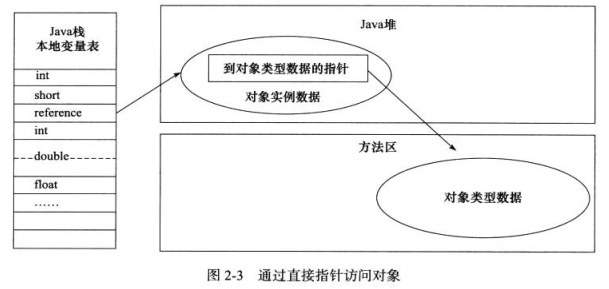 Java栈
本地变量表
int
short
reference
int
double
float
……
Java堆
到对象类型数据的指针
对象实例数据
方法区
对象类型数据
图 2-3 通过直接指针访问对象